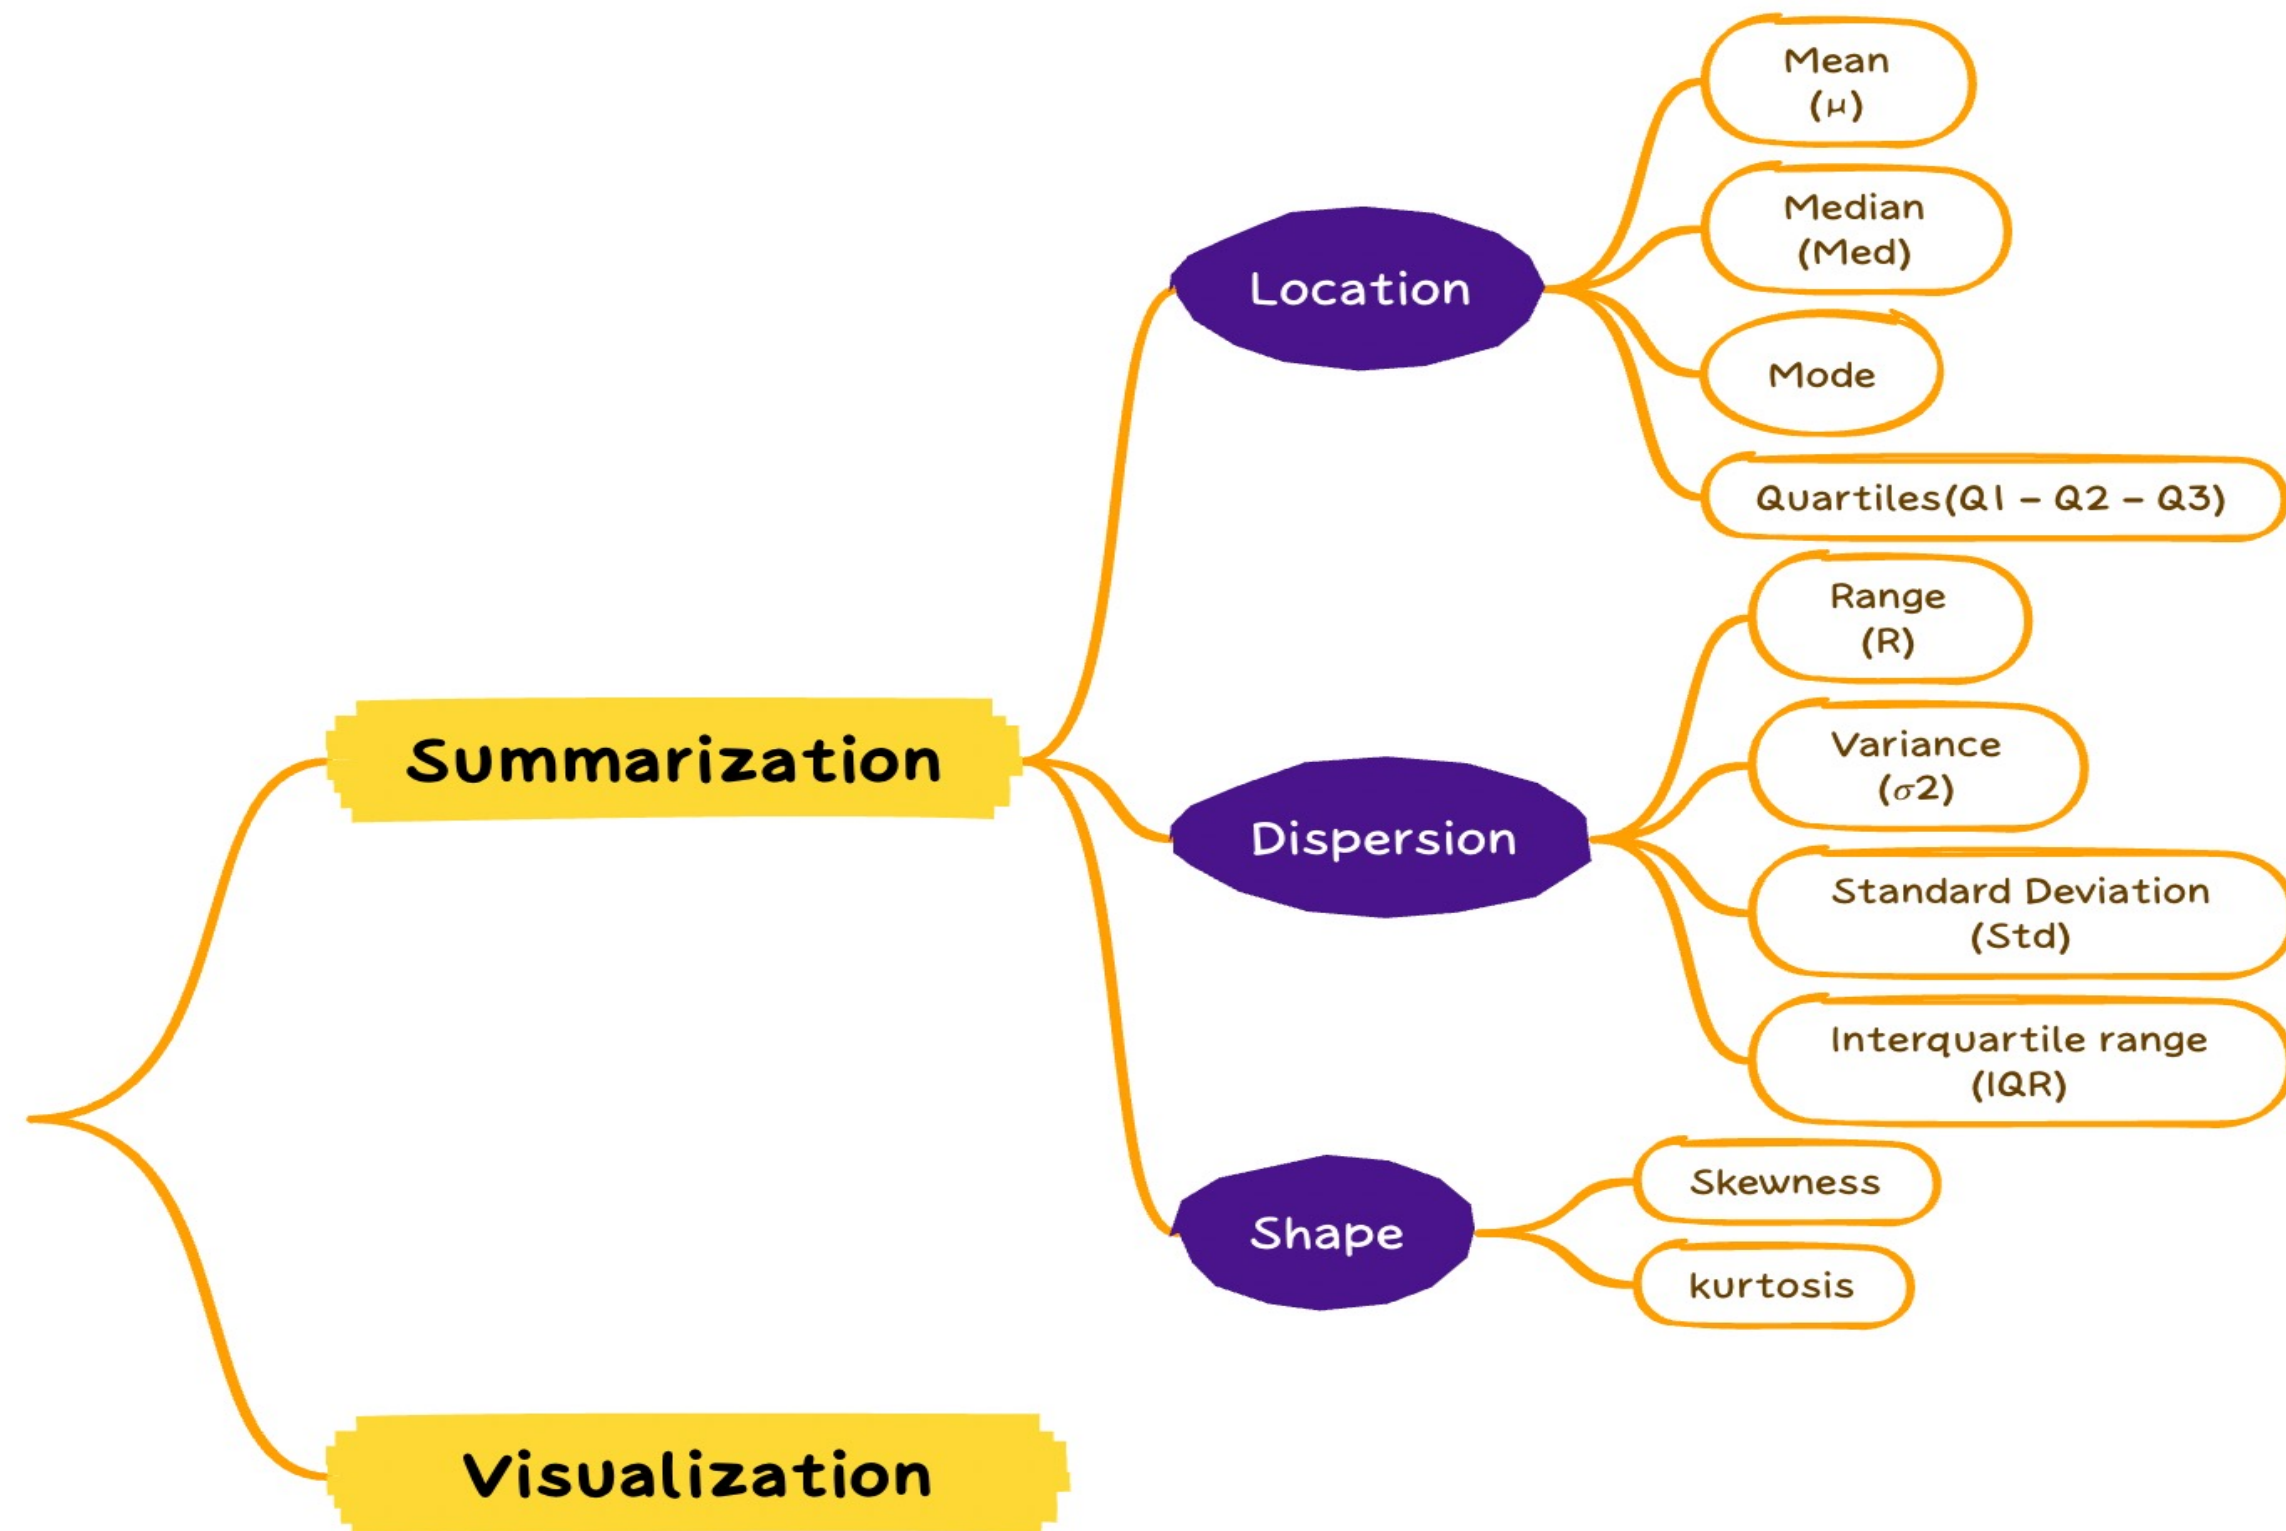 Mean
(μ)
Median
(Med)
Location
Mode
Quartiles(Q1 – Q2 – Q3)
Range
(R)
Summarization
Variance
(σ2)
Dispersion
Standard Deviation
(Std)
Interquartile range
(IQR)
Skewness
Shape
kurtosis
Visualization